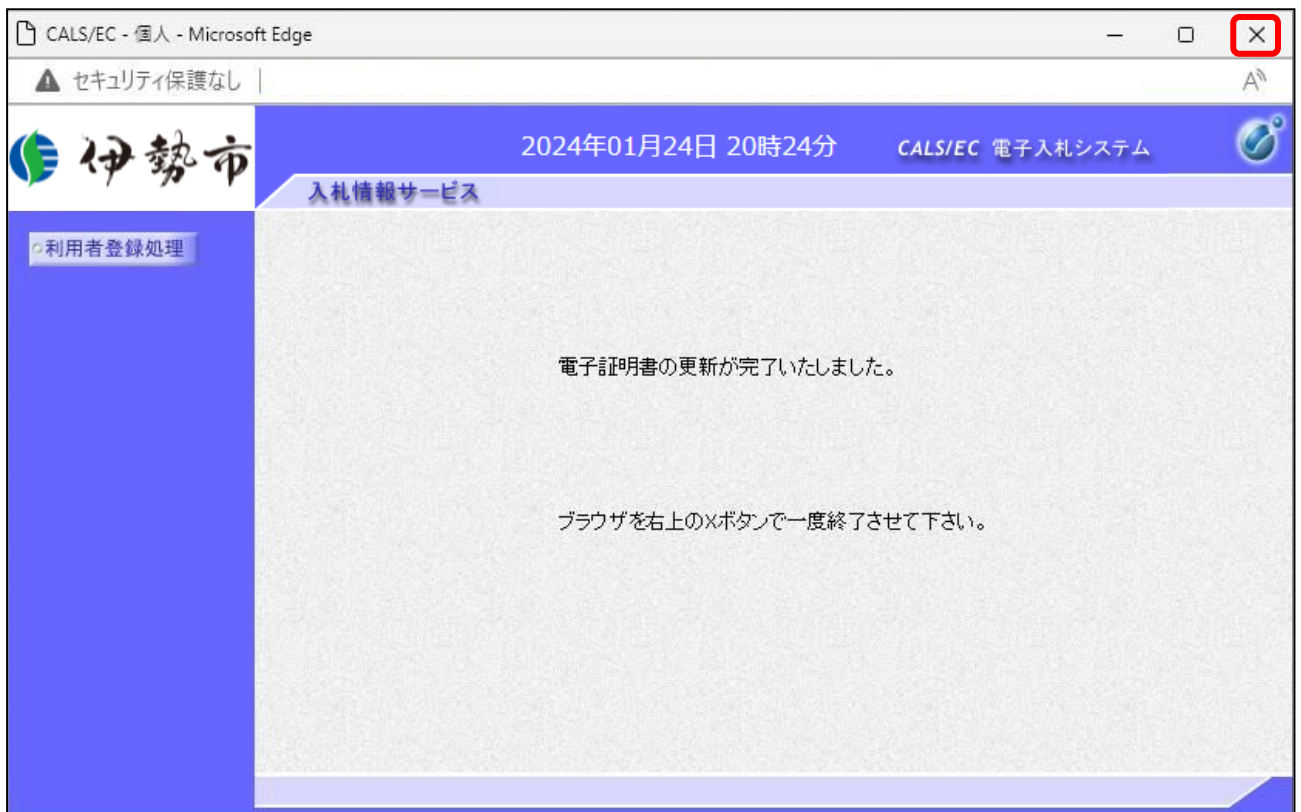 CALS/EC - 個人 - Microsoft Edge
セキュリティ保護なし
伊勢市
2024年01月24日 20時24分
CALS/EC 電子入札システム
入札情報サービス
利用者登録処理
電子証明書の更新が完了いたしました。
ブラウザを右上の×ボタンで一度終了させて下さい。